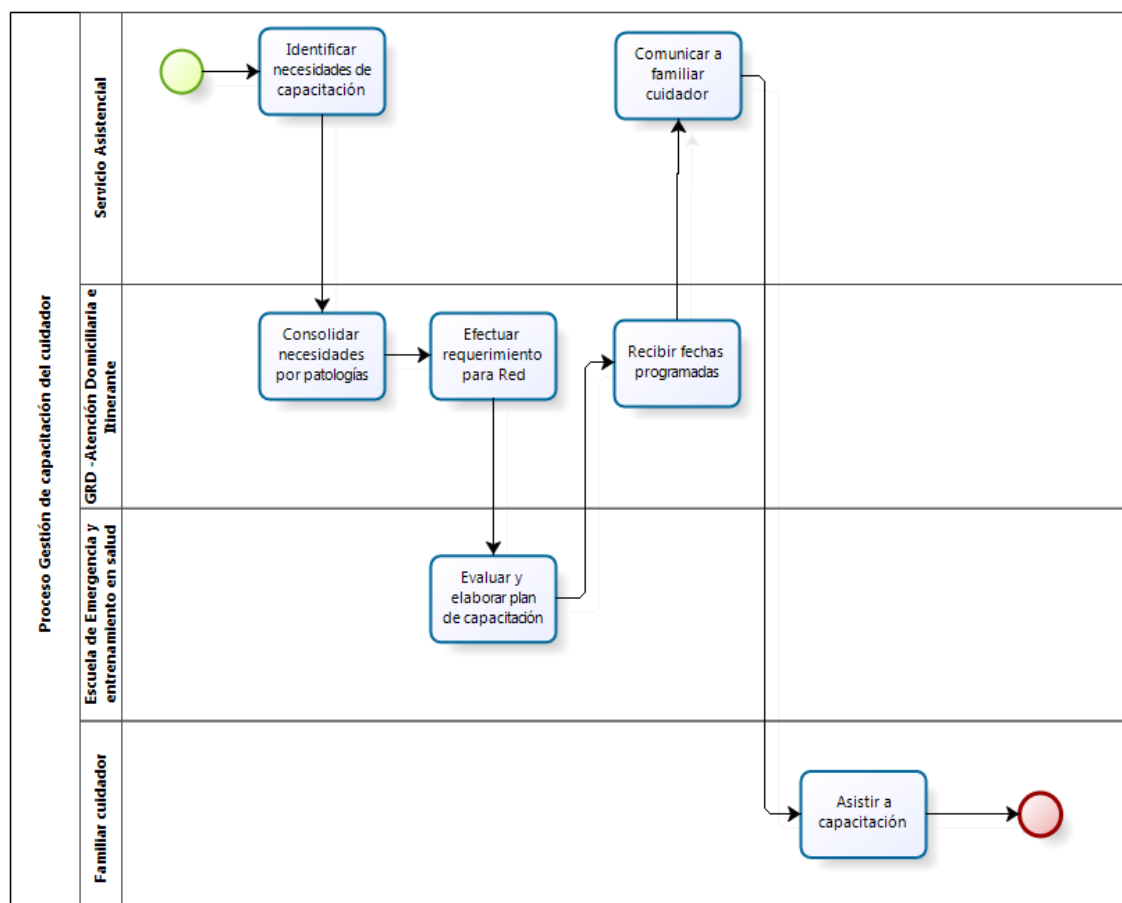 Proceso Gestión de capacitación del cuidador
Servicio Asistencial
Identificar
necesidades de
capacitación
Comunicar a
familiar
cuidador
GRD -Atención Domiciliaria e
Itinerante
Consolidar
necesidades
por patologías
Efectuar
requerimiento
para Red
Recibir fechas
programadas
Escuela de Emergencia y
entrenamiento en salud
Evaluar y
elaborar plan
de capacitación
Familiar cuidador
Asistir a
capacitación